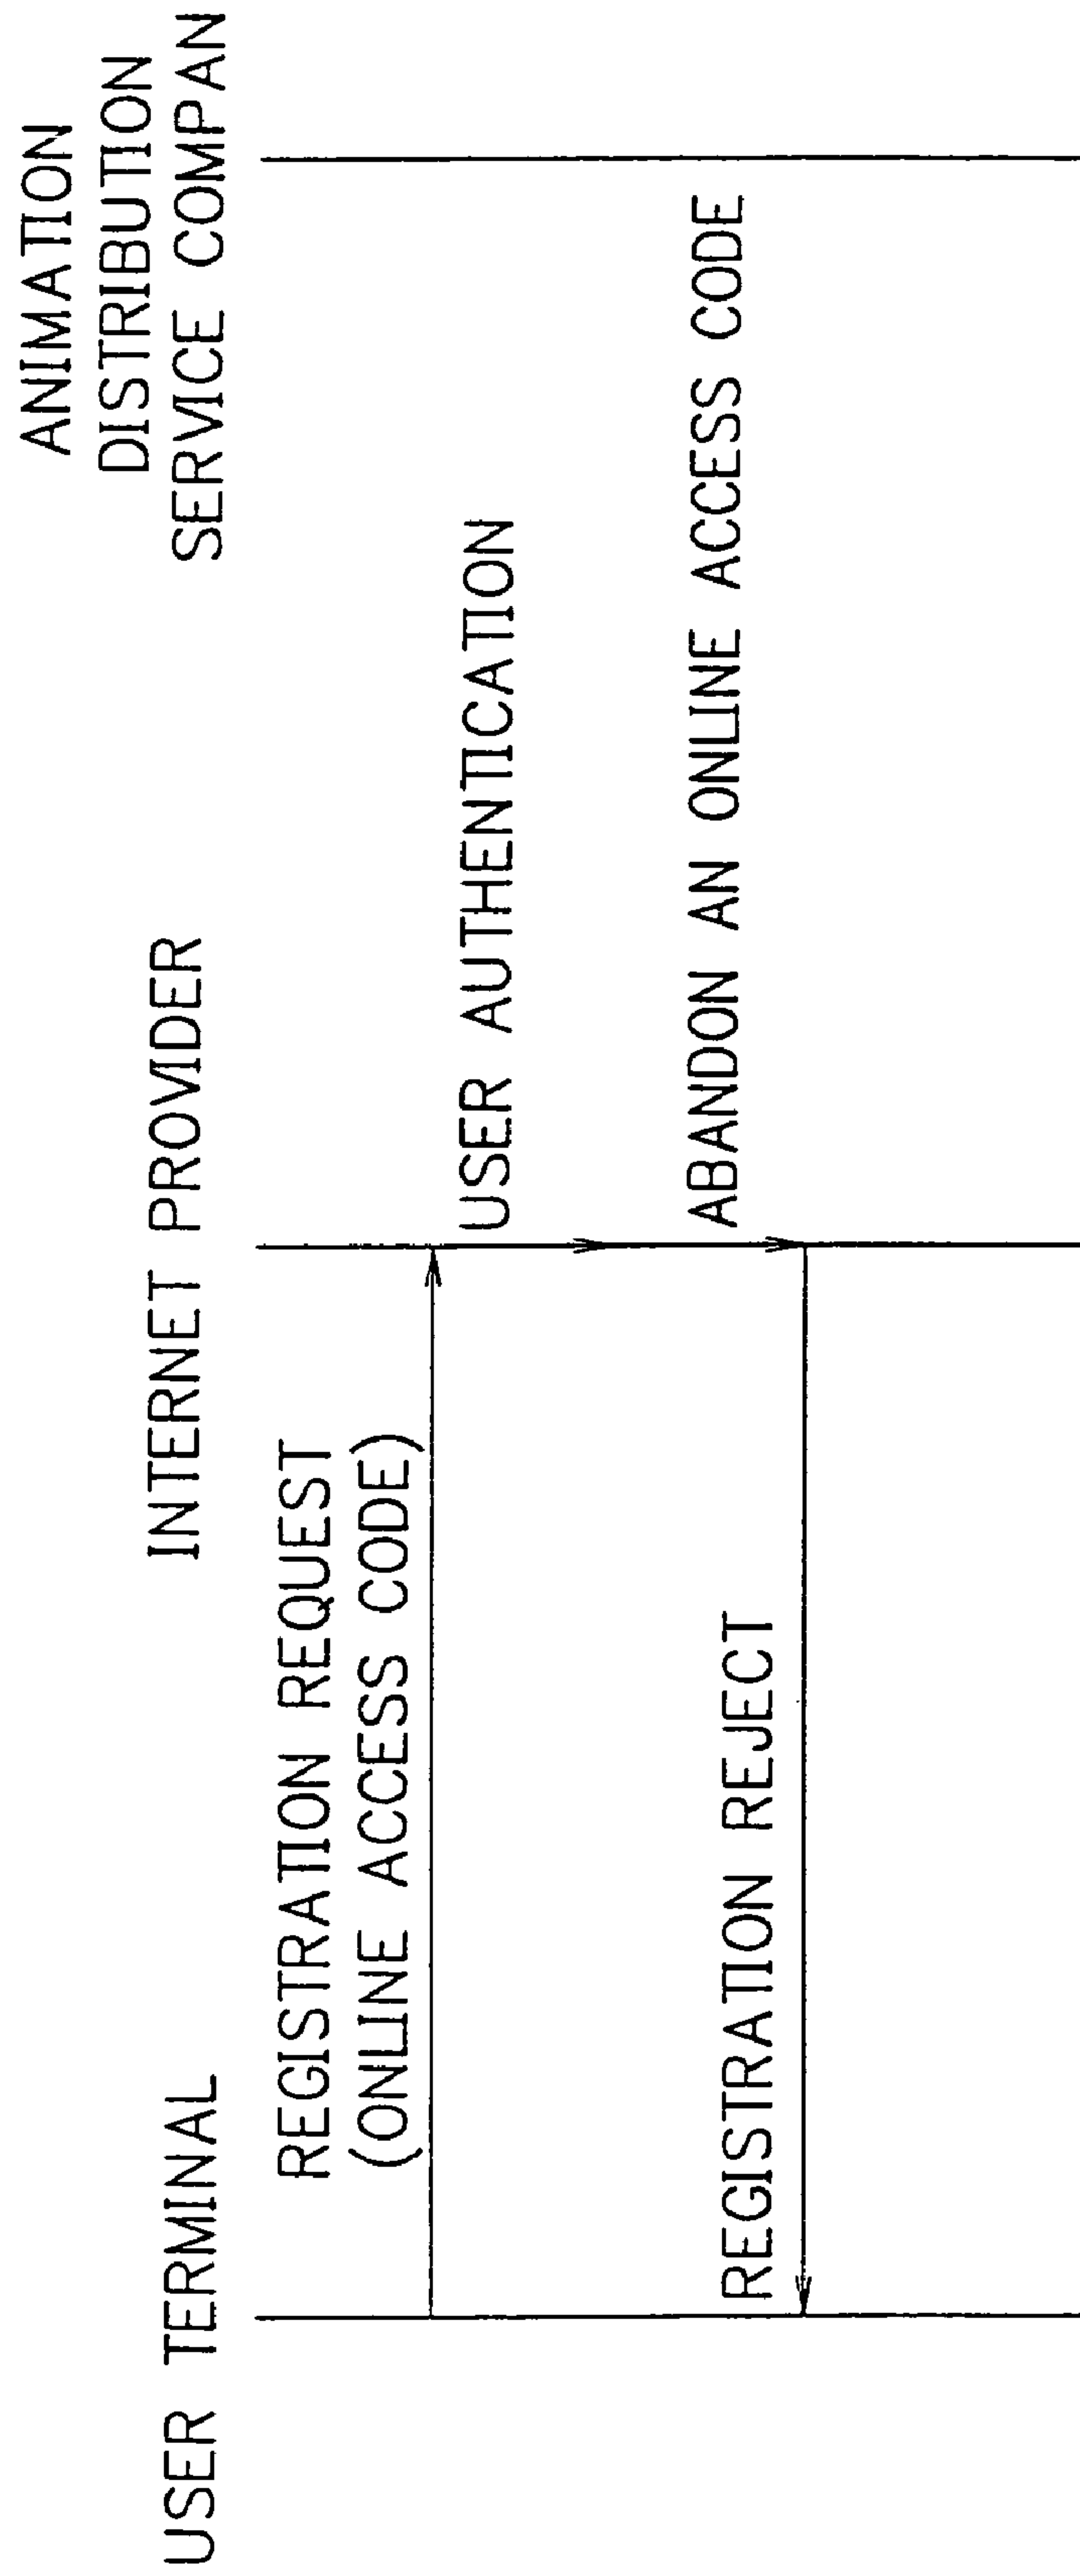 USER TERMINAL
INTERNET PROVIDER
ANIMATION
DISTRIBUTION
SERVICE COMPAN
REGISTRATION REQUEST
(ONLINE ACCESS CODE)
USER AUTHENTICATION
ABANDON AN ONLINE ACCESS CODE
REGISTRATION REJECT